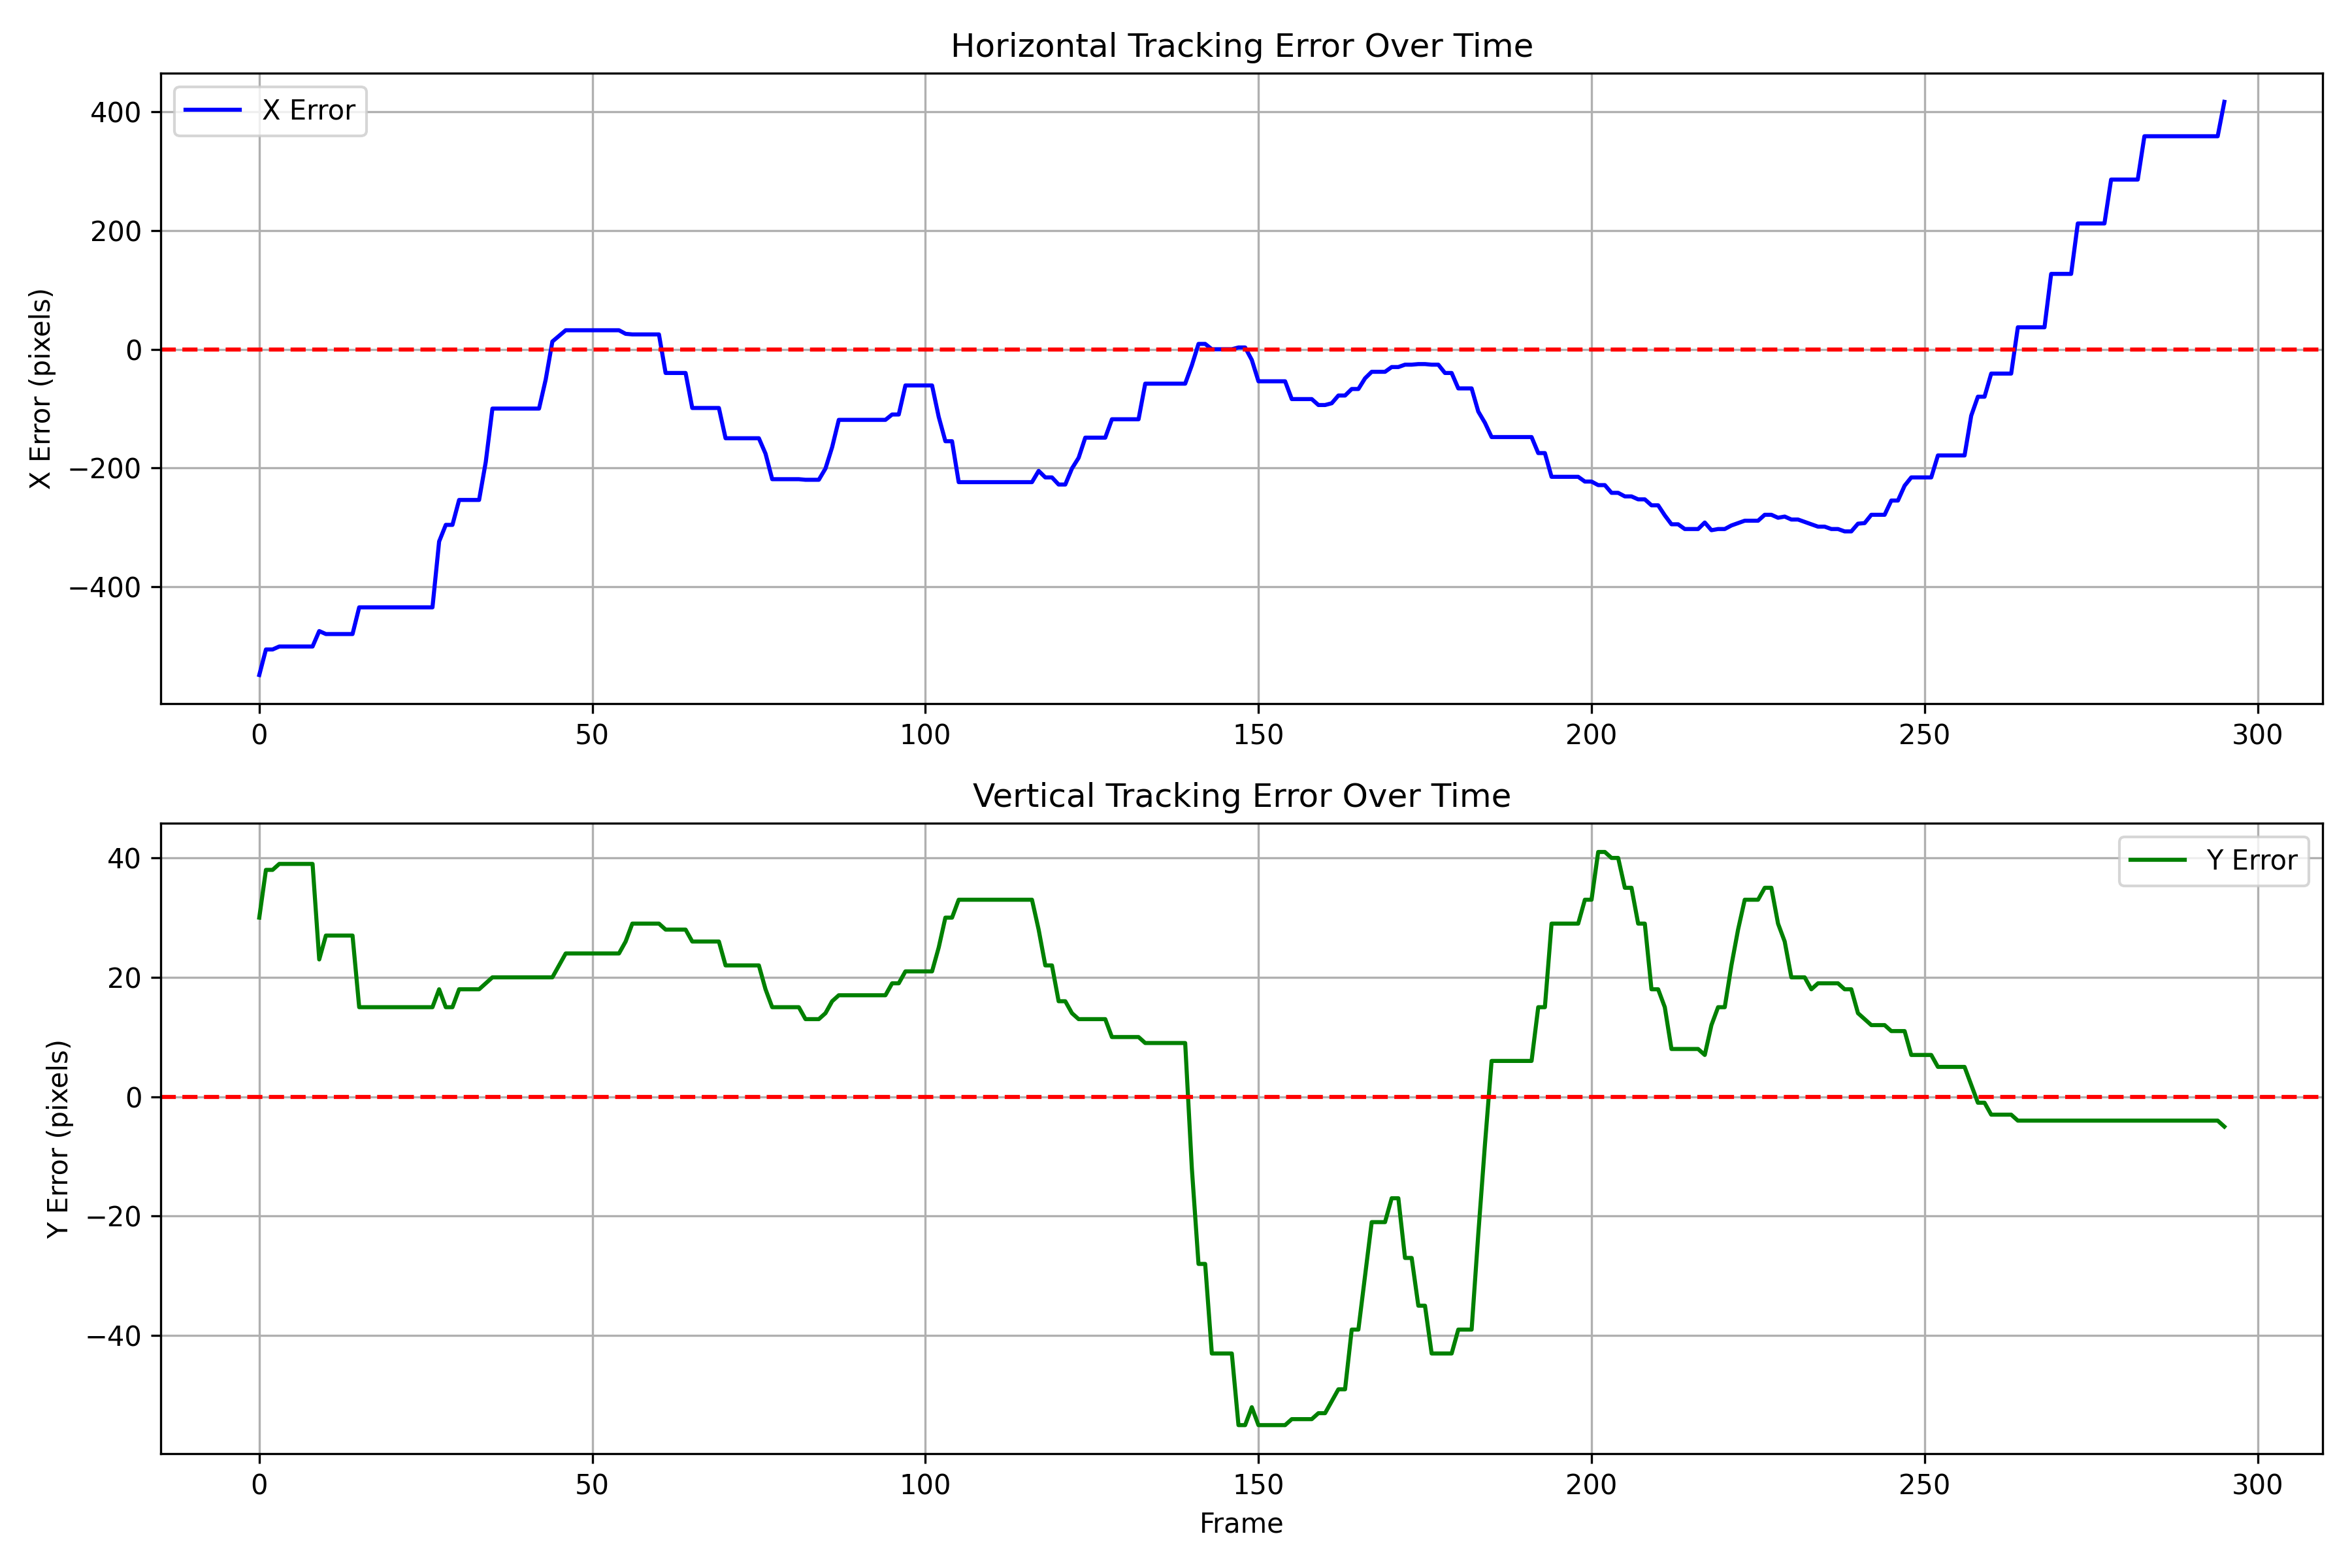 Horizontal Tracking Error Over Time
X Error
400
200
0
−200
−400
X Error (pixels)
0 50 100 150 200 250 300
Vertical Tracking Error Over Time
Y Error
40
20
0
−20
−40
Y Error (pixels)
0 50 100 150 200 250 300
Frame